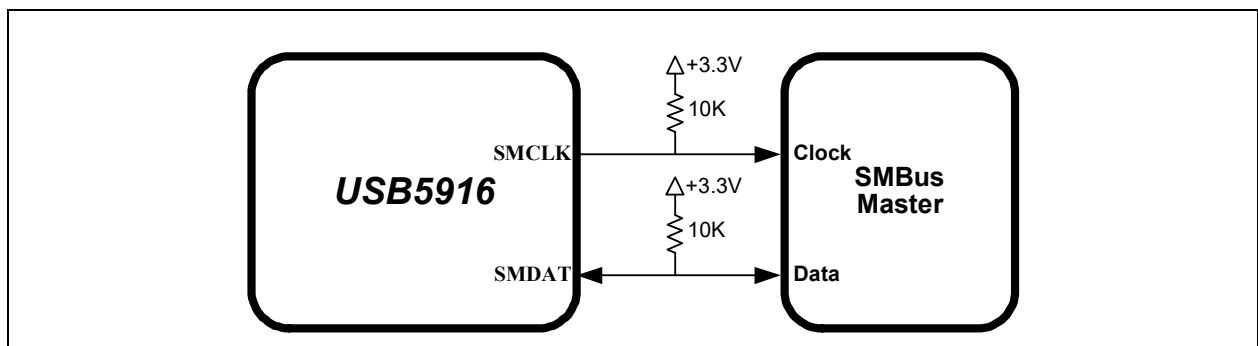 +3.3V
10K
SMCLK
Clock
USB5916
SMBus
Master
+3.3V
10K
SMDAT
Data